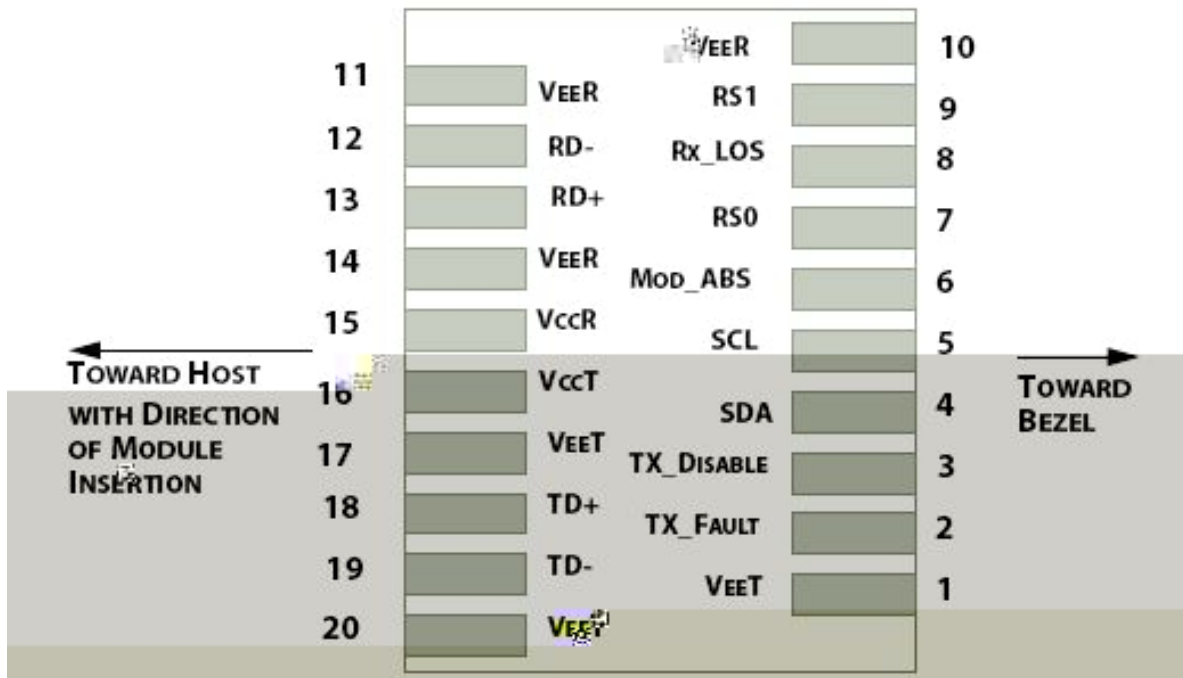 VEER 10
11 VEER
RS1 9
12 RD-
Rx_LOS 8
13 RD+
RS0 7
14 VEER
MOD_ABS 6
15 VCCR
SCL 5
TOWARD HOST
WITH DIRECTION
OF MODULE
INSERTION
16 VCCT
TOWARD
BEZEL
SDA 4
17 VEET
TX_DISABLE 3
18 TD+
TX_FAULT 2
19 TD-
VEET 1
20 VEET